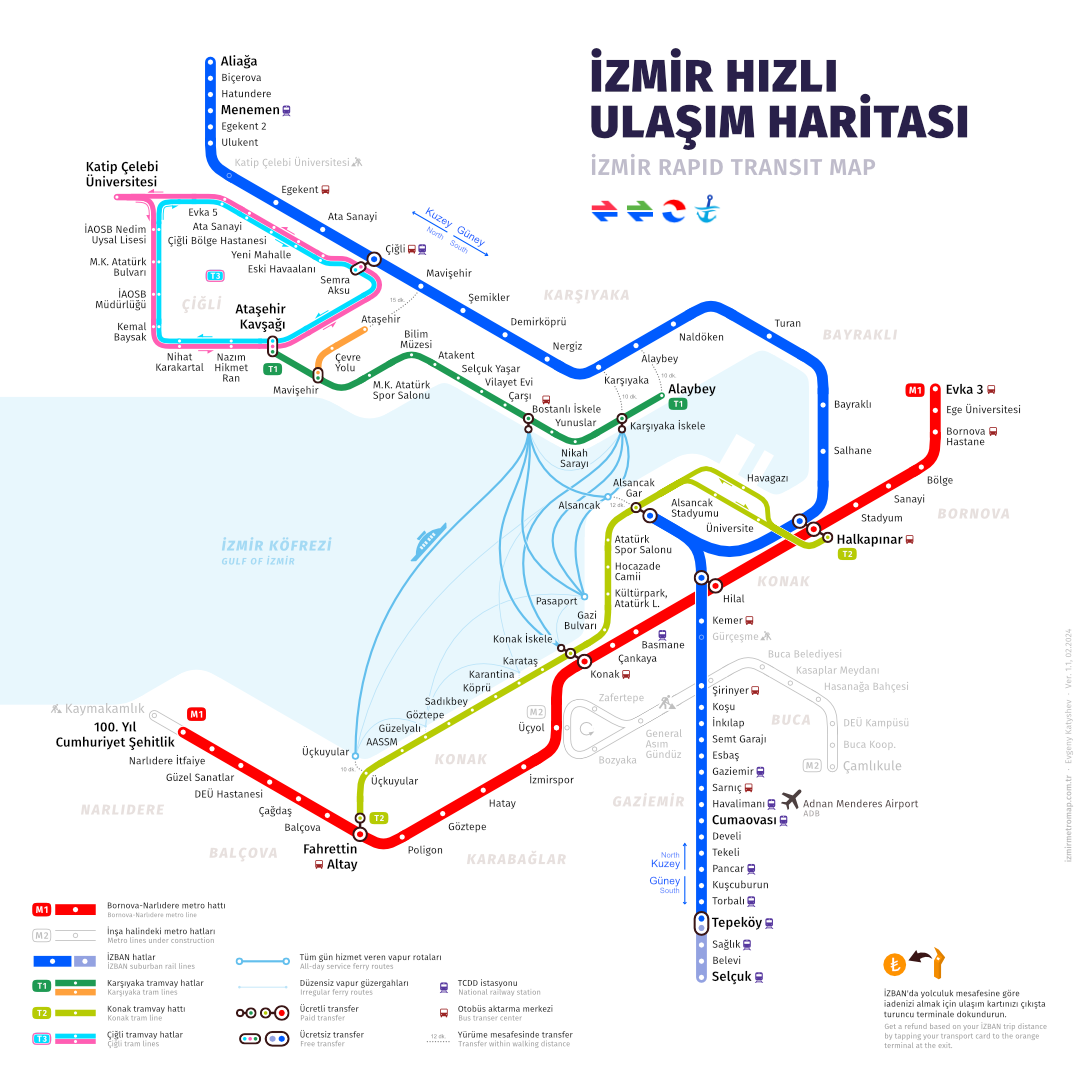 İZMİR HIZLI
ULAŞIM HARİTASI
İZMİR RAPID TRANSIT MAP
Aliağa
Biçerova
Hatundere
Menemen
Egekent 2
Ulukent
Katip Çelebi Üniversitesi
Egekent
Ata Sanayi
Çiğli
Kuzey
North
Güney
South
Mavişehir
Şemikler
Demirköprü
Nergiz
Karşıyaka
10 dk.
Alaybey
10 dk.
Naldöken
Turan
Bayraklı
Salhane
Katip Çelebi
Üniversitesi
Evka 5
Ata Sanayi
Çiğli Bölge Hastanesi
Yeni Mahalle
Eski Havaalanı
Semra
Aksu
İAOSB Nedim
Uysal Lisesi
M.K. Atatürk
Bulvarı
İAOSB
Müdürlüğü
Kemal
Baysak
T3
ÇİĞLİ
Nihat
Karakartal
Nazım
Hikmet
Ran
Ataşehir
Kavşağı
T1
Mavişehir
Çevre
Yolu
Ataşehir
15 dk.
Bilim
Müzesi
M.K. Atatürk
Spor Salonu
Atakent
Selçuk Yaşar
Vilayet Evi
Çarşı
Bostanlı İskele
Yunuslar
Nikah
Sarayı
Karşıyaka İskele
Alaybey
T1
KARŞIYAKA
BAYRAKLI
M1
Evka 3
Ege Üniversitesi
Bornova
Hastane
Bölge
Sanayi
Stadyum
BORNOVA
Halkapınar
T2
Havagazı
Alsancak
Stadyumu
Üniversite
Alsancak
Gar
Alsancak
12 dk.
Atatürk
Spor Salonu
Hocazade
Camii
Kültürpark,
Atatürk L.
Pasaport
Gazi
Bulvarı
KONAK
Hilal
Kemer
Gürçeşme
Basmane
Çankaya
Konak
Konak İskele
Karataş
Karantina
Köprü
Sadıkbey
Göztepe
Güzelyalı
AASSM
Üçkuyular
10 dk.
Üçkuyular
T2
İZMİR KÖFREZİ
GULF OF İZMİR
Buca Belediyesi
Kasaplar Meydanı
Hasanağa Bahçesi
DEÜ Kampüsü
Buca Koop.
M2
Çamlıkule
BUCA
Zafertepe
M2
Üçyol
General
Asım
Gündüz
Bozyaka
İzmirspor
Hatay
Göztepe
Poligon
Fahrettin
Altay
Balçova
Çağdaş
DEÜ Hastanesi
Güzel Sanatlar
Narlıdere İtfaiye
100. Yıl
Cumhuriyet Şehitlik
M1
Kaymakamlık
NARLIDERE
BALÇOVA
KARABAĞLAR
KONAK
GAZİEMİR
Şirinyer
Koşu
İnkılap
Semt Garajı
Esbaş
Gaziemir
Sarnıç
Havalimanı
Adnan Menderes Airport
ADB
Cumaovası
Develi
Tekeli
Pancar
Kuşcuburun
Torbalı
Tepeköy
Sağlık
Belevi
Selçuk
North
Kuzey
Güney
South
M1
Bornova-Narlıdere metro hattı
Bornova-Narlıdere metro line
M2
İnşa halindeki metro hatları
Metro lines under construction
İZBAN hatlar
İZBAN suburban rail lines
T1
Karşıyaka tramvay hatlar
Karşıyaka tram lines
T2
Konak tramvay hattı
Konak tram line
T3
Çiğli tramvay hatlar
Çiğli tram lines
Tüm gün hizmet veren vapur rotaları
All-day service ferry routes
Düzensiz vapur güzergahları
Irregular ferry routes
Ücretli transfer
Paid transfer
Ücretsiz transfer
Free transfer
TCDD istasyonu
National railway station
Otobüs aktarma merkezi
Bus transer center
12 dk.
Yürüme mesafesinde transfer
Transfer within walking distance
İZBAN'da yolculuk mesafesine göre
iadenizi almak için ulaşım kartınızı çıkışta
turuncu terminale dokundurun.
Get a refund based on your İZBAN trip distance
by tapping your transport card to the orange
terminal at the exit.
izmirmetromap.com.tr · Evgeny Katyshev · Ver. 1.1, 02.2024